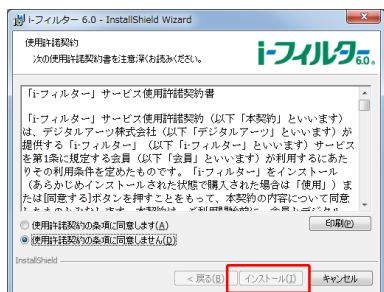 i-フィルター 6.0 - InstallShield Wizard
使用許諾契約
次の使用許諾契約書を注意深くお読みください。
i-フィルタ 6.0
「i-フィルター」サービス使用許諾契約書
「i-フィルター」サービス使用許諾契約(以下「本契約」といいます)
は、デジタルアーツ株式会社(以下「デジタルアーツ」といいます)が
提供する「i-フィルター」(以下「i-フィルター」といいます)サービス
を第1条に規定する会員(以下「会員」といいます)が利用するにあた
りその利用条件を定めたものです。「i-フィルター」をインストール
(あらかじめインストールされた状態で購入された場合は「使用」)ま
たは[同意する]ボタンを押すことをもって、本契約の内容について同意
使用許諾契約の条項に同意します(A)
印刷(P)
使用許諾契約の条項に同意しません(D)
InstallShield
< 戻る(B)
インストール(I)
キャンセル